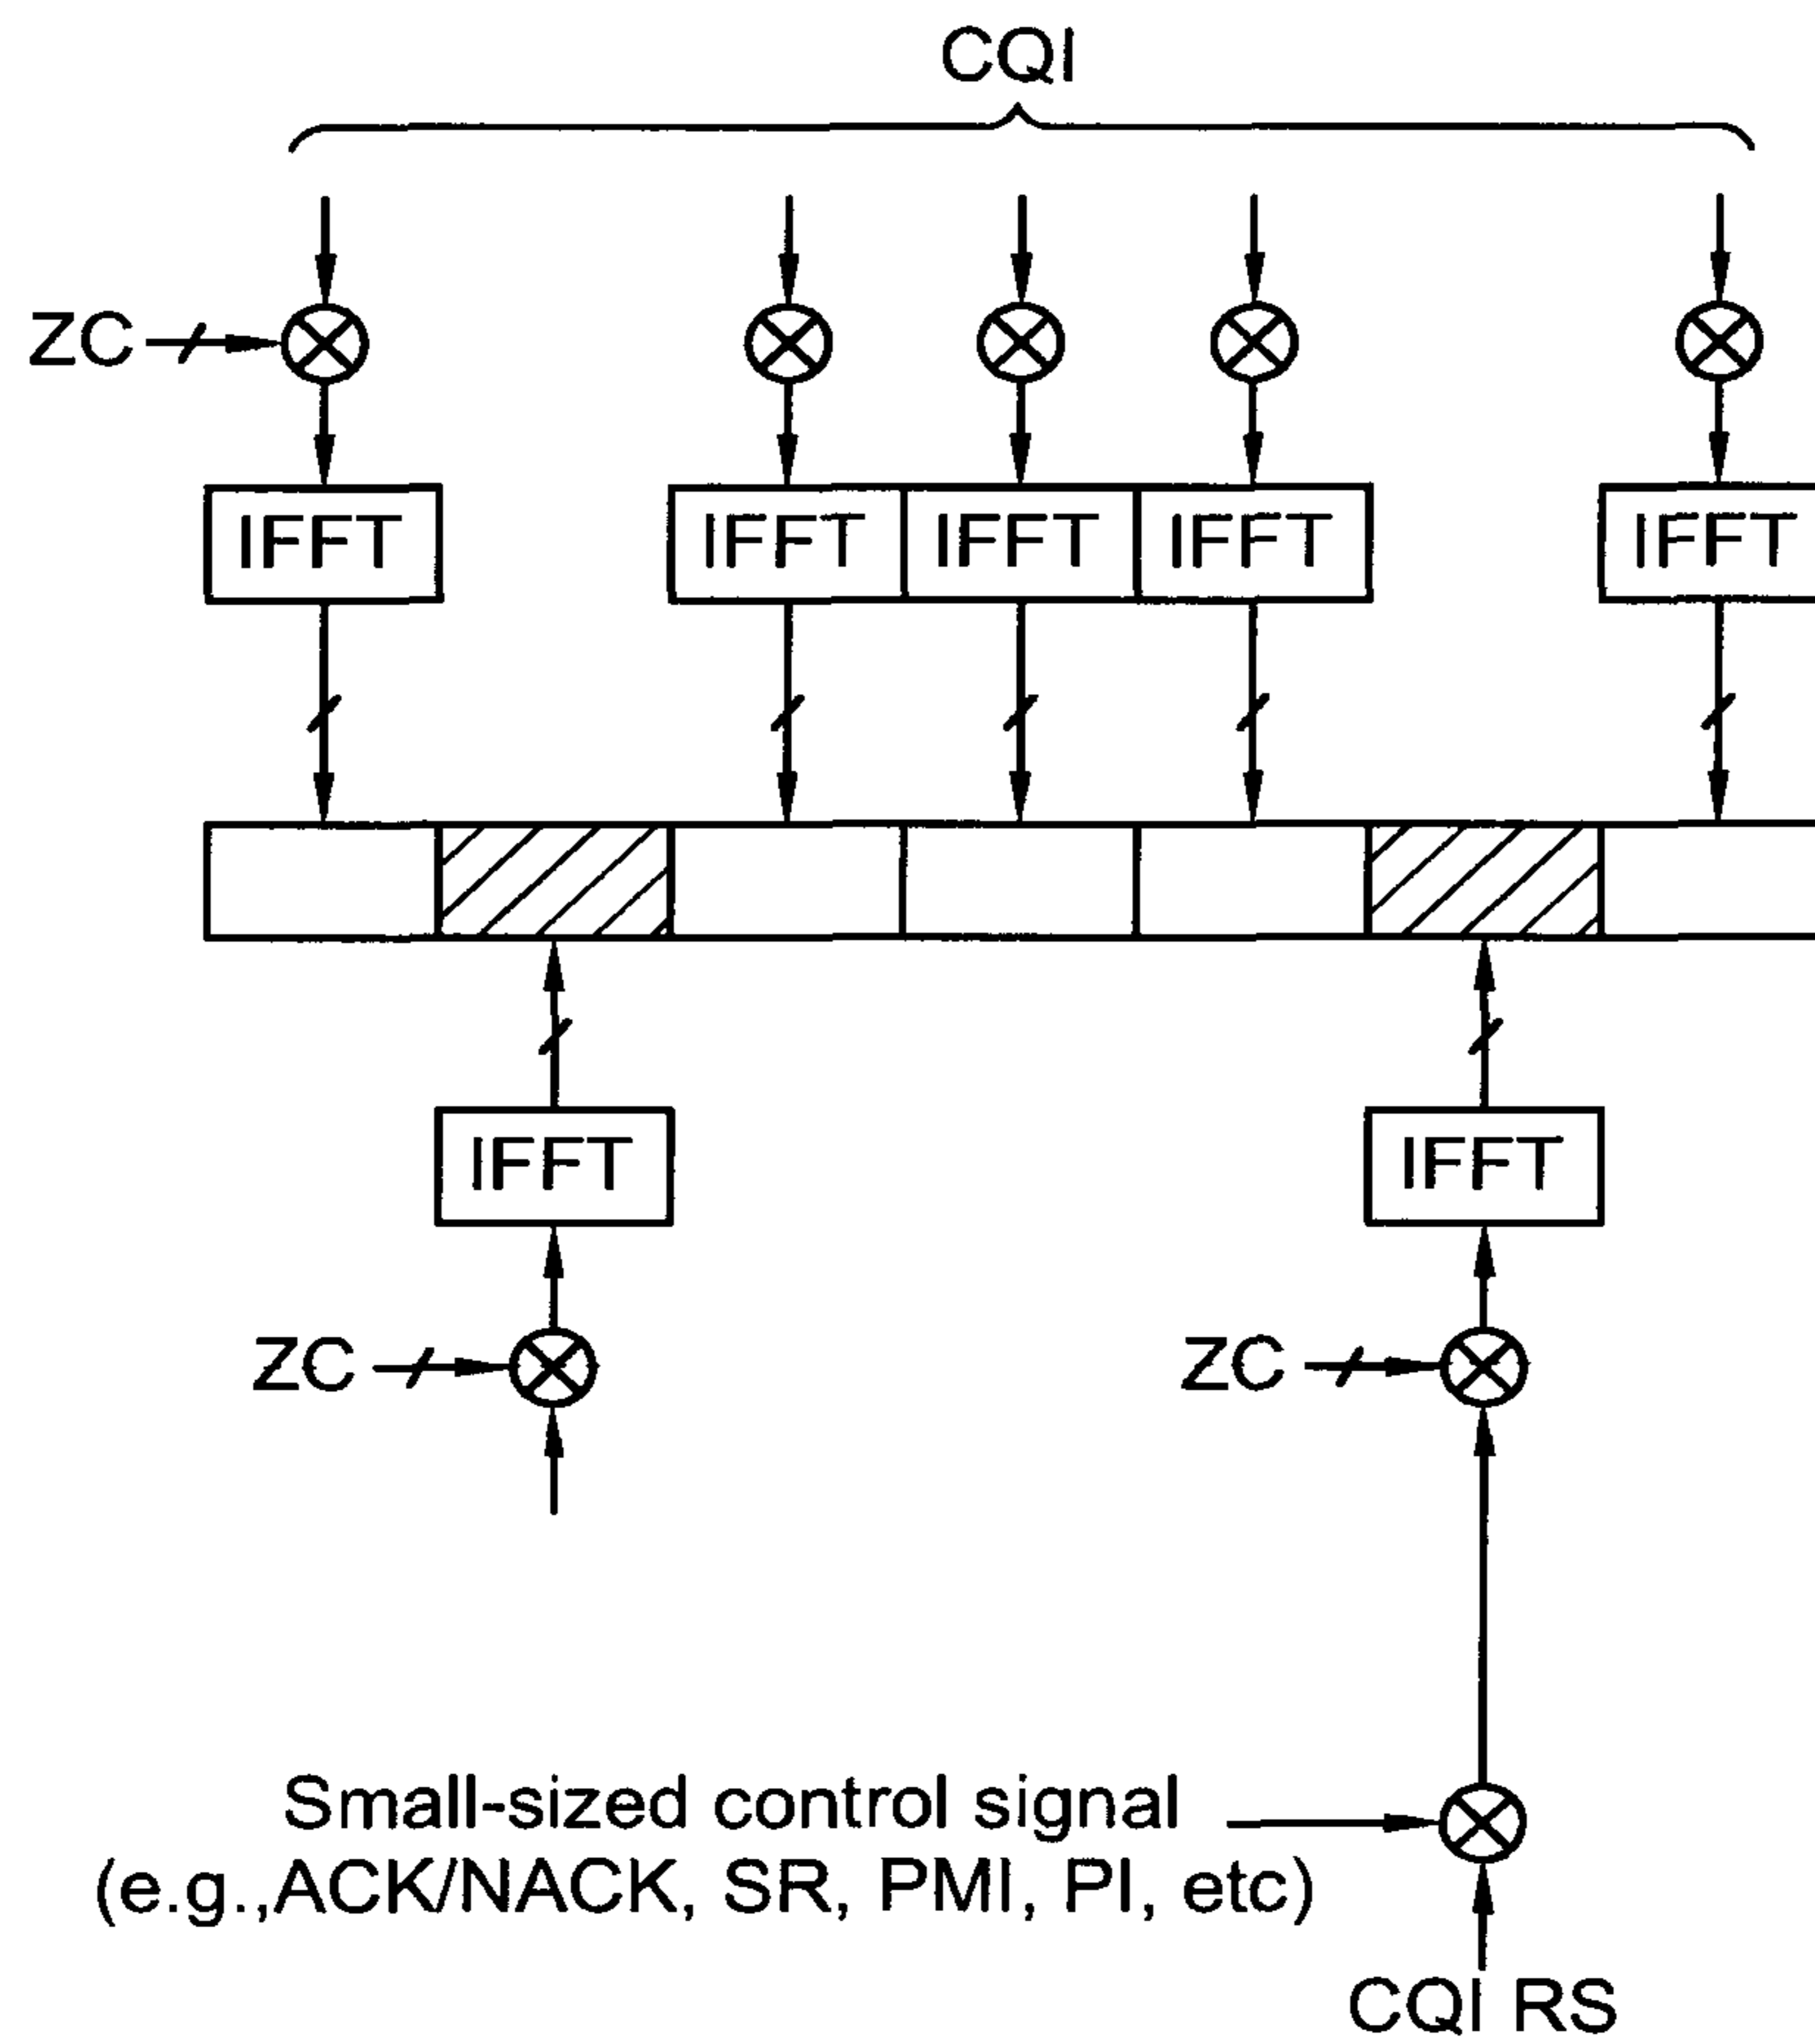 CQI
ZC
IFFT IFFT IFFT IFFT IFFT
IFFT IFFT
ZC ZC
Small-sized control signal
(e.g.,ACK/NACK, SR, PMI, PI, etc)
CQI RS